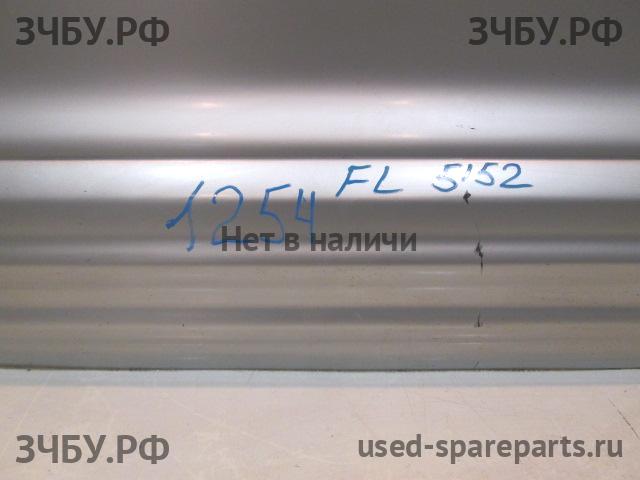 ЗЧБУ.РФ ЗЧБУ.РФ
FL 5152
1254
Нет в наличи
ЗЧБУ.РФ used-spareparts.ru